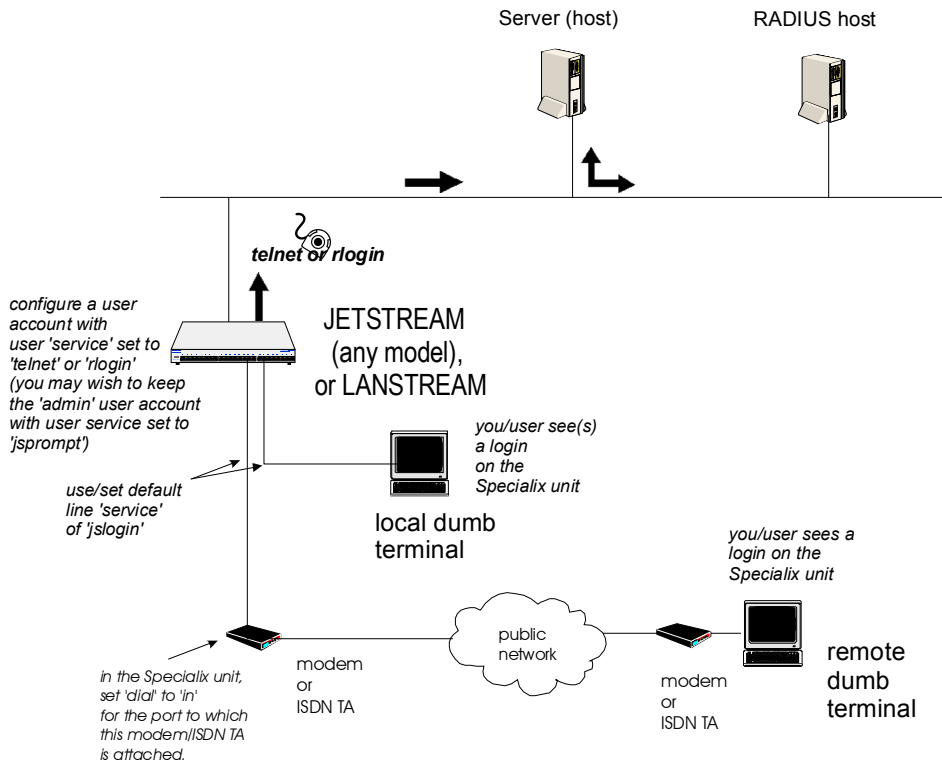 Server (host)
RADIUS host
telnet or rlogin
configure a user
account with
user 'service' set to
'telnet' or 'rlogin'
(you may wish to keep
the 'admin' user account
with user service set to
'jsprompt')
JETSTREAM
(any model),
or LANSTREAM
you/user see(s)
a login
on the
Specialix unit
use/set default
line 'service'
of 'jslogin'
local dumb
terminal
you/user sees a
login on the
Specialix unit
public
network
modem
or
ISDN TA
modem
or
ISDN TA
remote
dumb
terminal
in the Specialix unit,
set 'dial' to 'in'
for the port to which
this modem/ISDN TA
is attached.